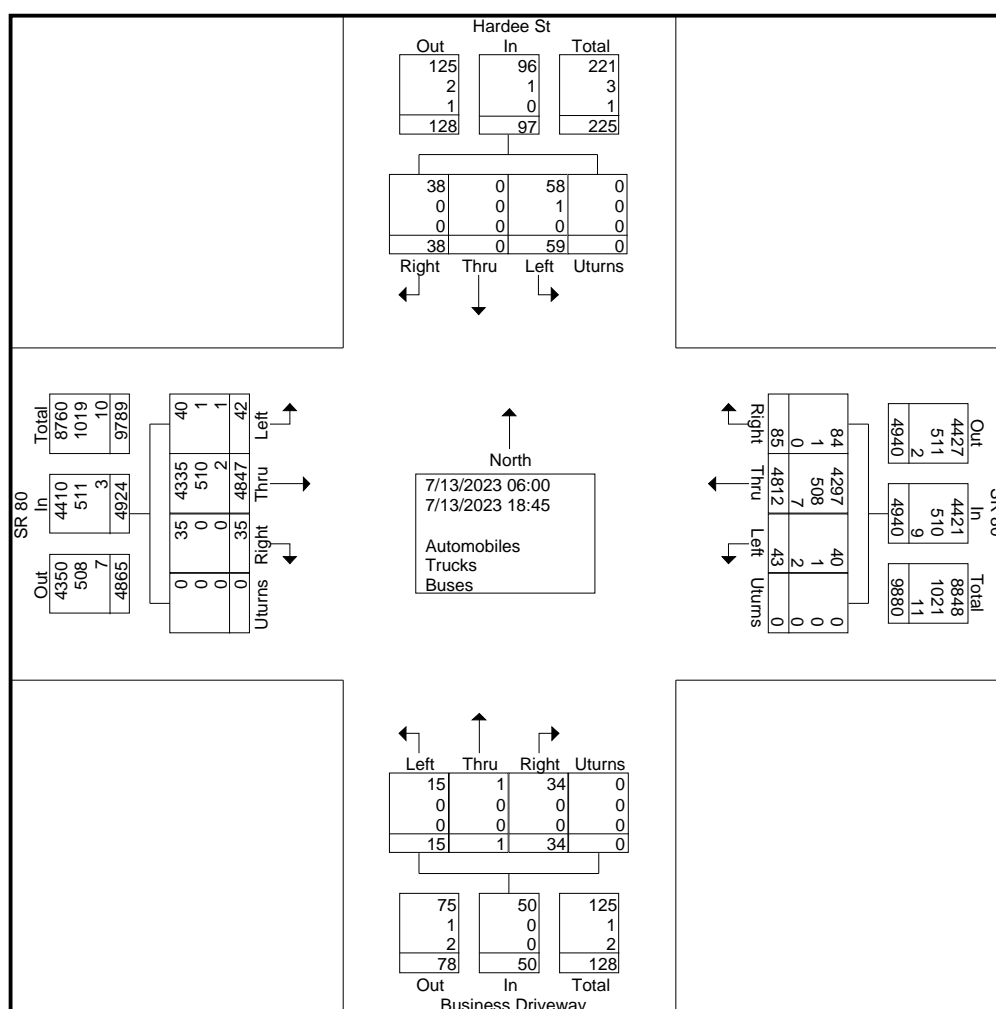 Hardee St
Out In Total
125 96 221
2 1 3
1 0 1
128 97 225
38 0 58 0
0 0 1 0
0 0 0 0
38 0 59 0
Right Thru Left Uturns
SR 80
Total
8760
1019
10
9789
In
4410
511
3
4924
Out
4350
508
7
4865
Left
40
1
1
42
Thru
4335
510
2
4847
Right
35
0
0
35
Uturns
0
0
0
0
North
7/13/2023 06:00
7/13/2023 18:45
Automobiles
Trucks
Buses
Right
84
1
0
85
Thru
4297
508
7
4812
Left
40
1
2
43
Uturns
0
0
0
0
Out
4427
511
2
4940
In
4421
510
9
4940
Total
8848
1021
11
9880
SR 80
Left Thru Right Uturns
15 1 34 0
0 0 0 0
0 0 0 0
15 1 34 0
75 50 125
1 0 1
2 0 2
78 50 128
Out In Total
Business Driveway